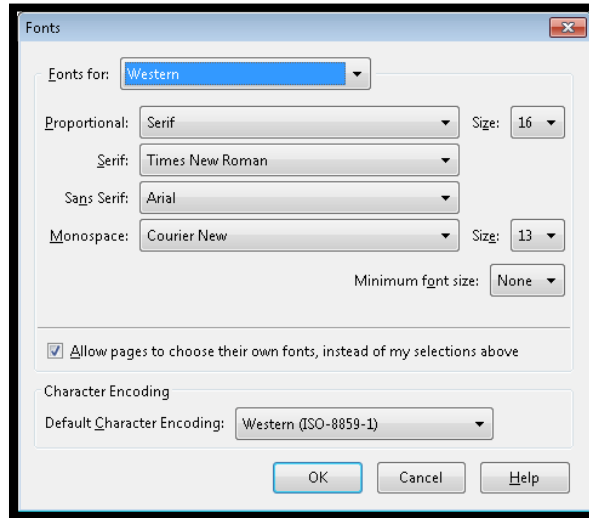 Fonts
Fonts for: Western
Proportional: Serif Size: 16
Serif: Times New Roman
Sans Serif: Arial
Monospace: Courier New Size: 13
Minimum font size: None
Allow pages to choose their own fonts, instead of my selections above
Character Encoding
Default Character Encoding: Western (ISO-8859-1)
OK Cancel Help